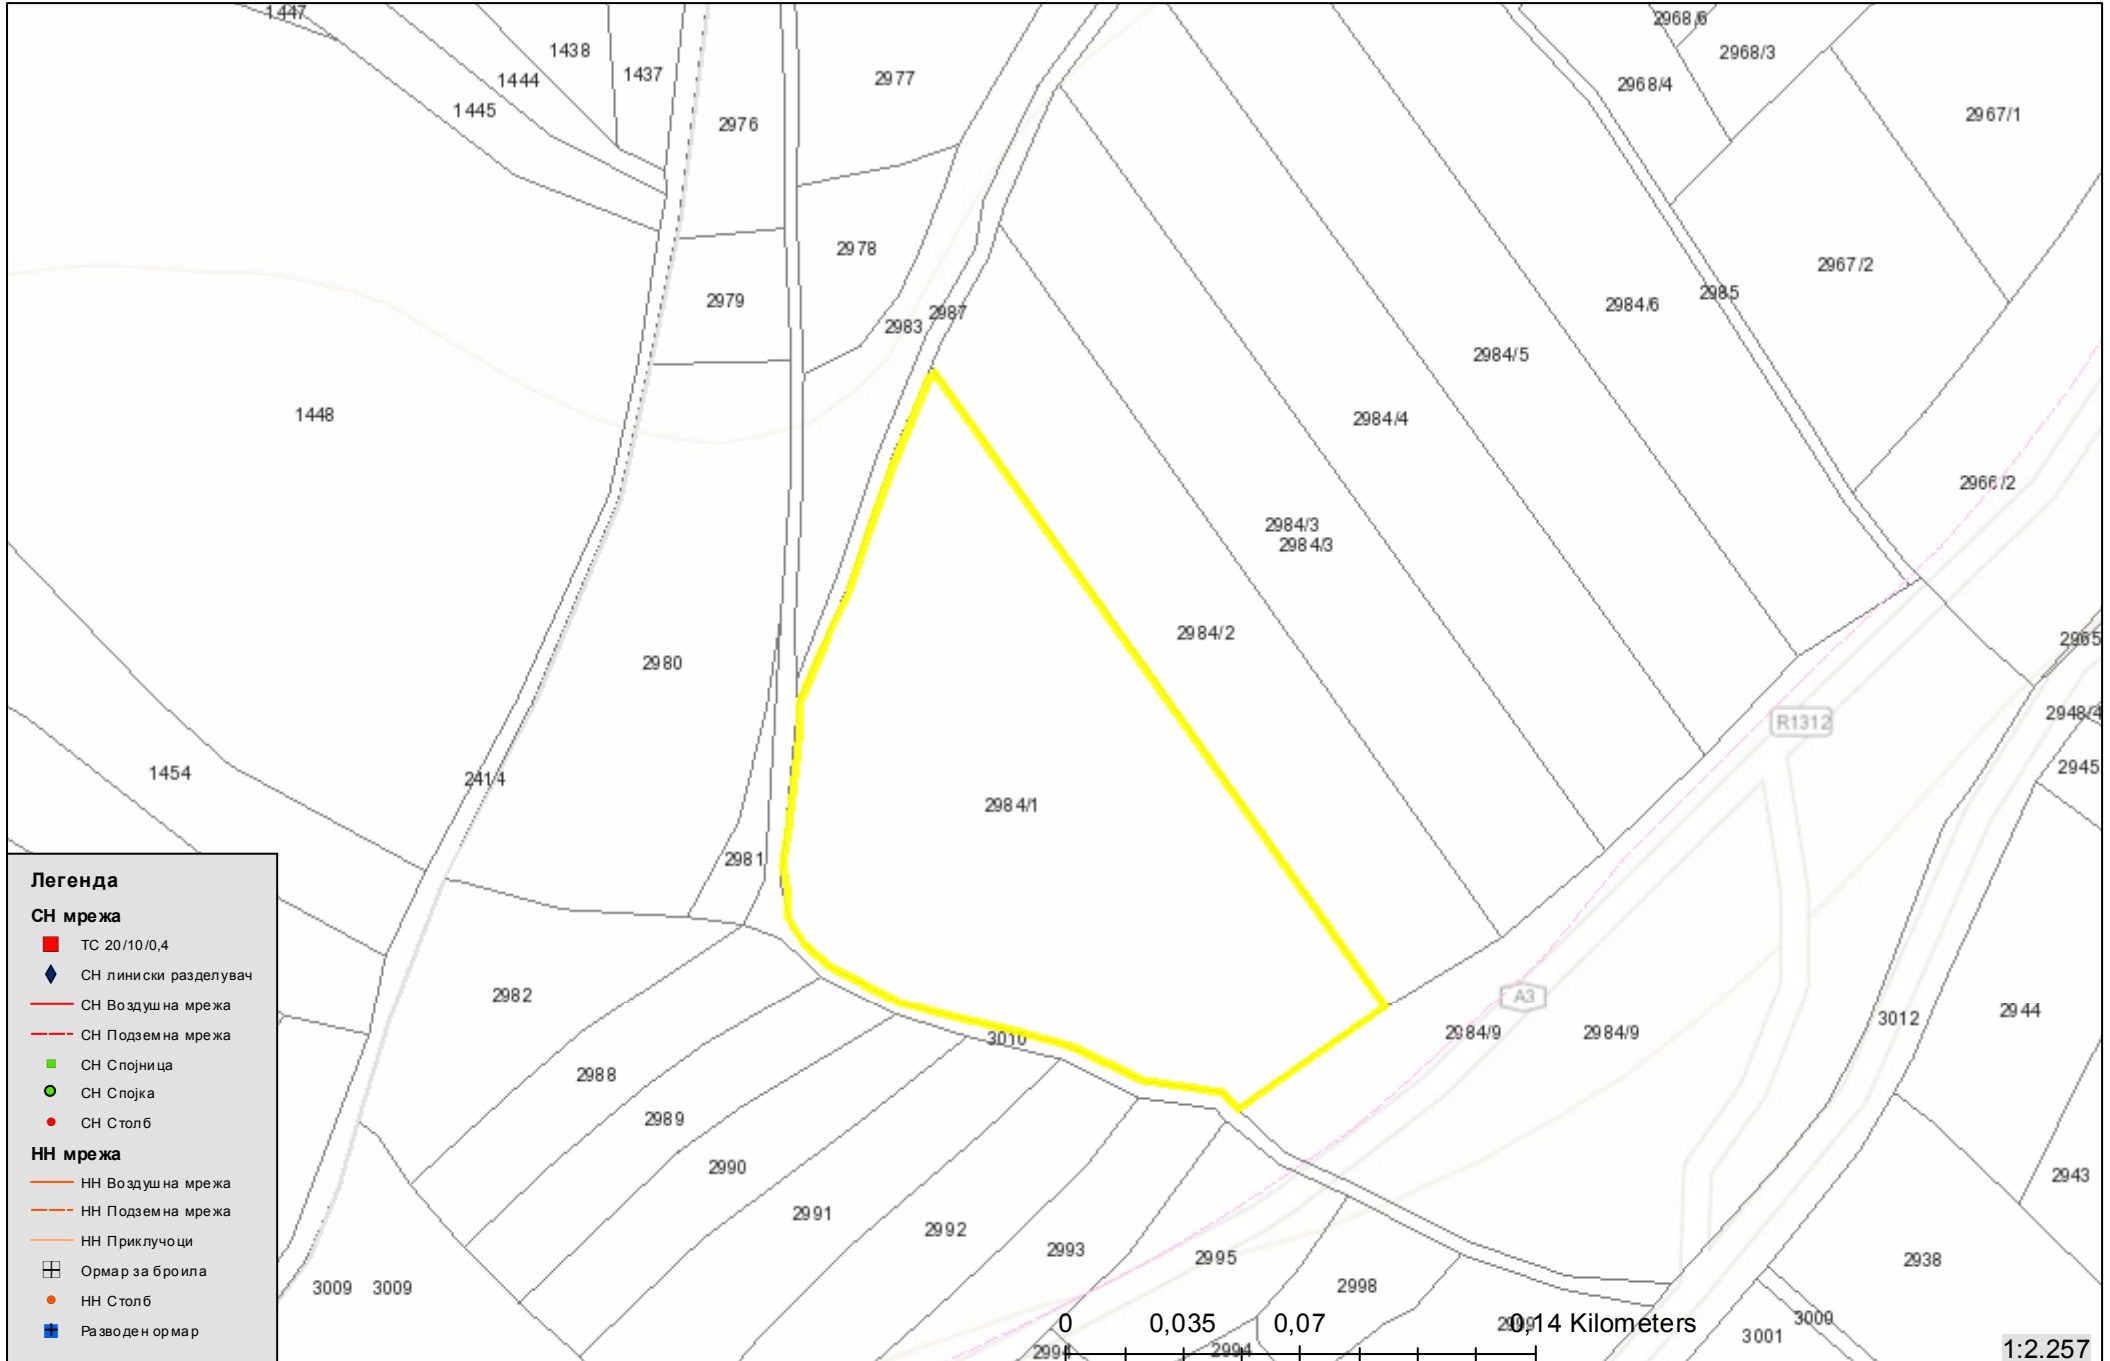 1447
1438
1437
1444
1445
2976
2977
2968/6
2968/3
2968/4
2967/1
2978
2979
2983
2987
2967/2
2985
2984/6
2984/5
2984/4
1448
2966/2
2984/3
2984/3
2984/2
2980
2965
2948/4
R1312
2945
1454
2414
2984/1
2981
2982
A3
2984/9
2984/9
3012
2944
3010
2988
2989
2990
2991
2992
2993
2995
2998
2943
2938
3009
3009
3000
3001
2994
2994
Легенда
СН мрежа
ТС 20/10/0,4
СН линиски разделувач
СН Воздушна мрежа
СН Подземна мрежа
СН Спојница
СН Спојка
СН Столб
НН мрежа
НН Воздушна мрежа
НН Подземна мрежа
НН Приклучоци
Ормар за броила
НН Столб
Разводен ормар
0 0,035 0,07 0,14 Kilometers
1:2.257